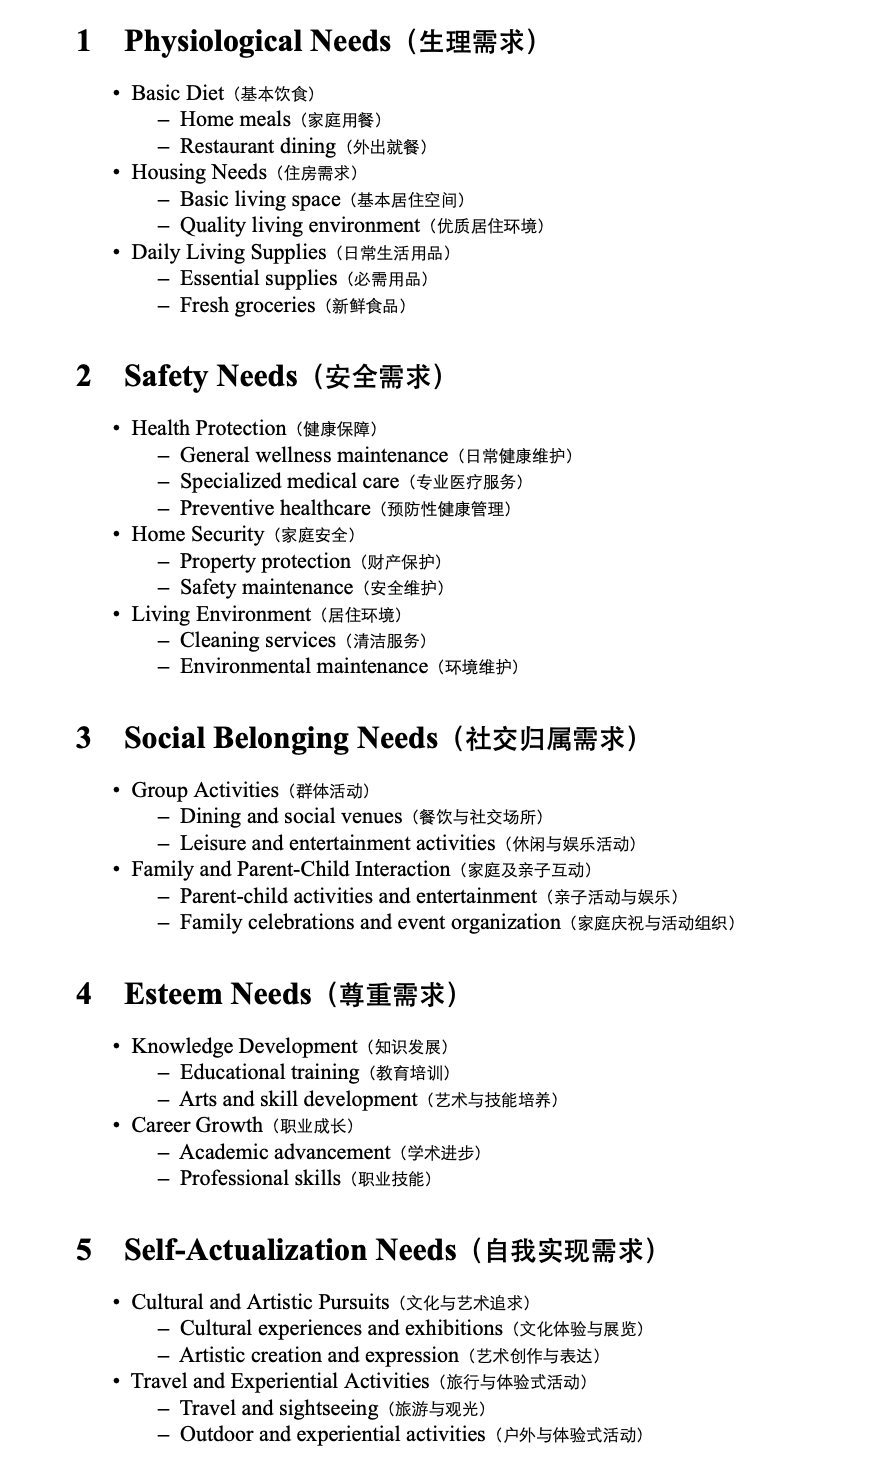 1 Physiological Needs（生理需求）
• Basic Diet（基本饮食）
– Home meals（家庭用餐）
– Restaurant dining（外出就餐）
• Housing Needs（住房需求）
– Basic living space（基本居住空间）
– Quality living environment（优质居住环境）
• Daily Living Supplies（日常生活用品）
– Essential supplies（必需用品）
– Fresh groceries（新鲜食品）
2 Safety Needs（安全需求）
• Health Protection（健康保障）
– General wellness maintenance（日常健康维护）
– Specialized medical care（专业医疗服务）
– Preventive healthcare（预防性健康管理）
• Home Security（家庭安全）
– Property protection（财产保护）
– Safety maintenance（安全维护）
• Living Environment（居住环境）
– Cleaning services（清洁服务）
– Environmental maintenance（环境维护）
3 Social Belonging Needs（社交归属需求）
• Group Activities（群体活动）
– Dining and social venues（餐饮与社交场所）
– Leisure and entertainment activities（休闲与娱乐活动）
• Family and Parent-Child Interaction（家庭及亲子互动）
– Parent-child activities and entertainment（亲子活动与娱乐）
– Family celebrations and event organization（家庭庆祝与活动组织）
4 Esteem Needs（尊重需求）
• Knowledge Development（知识发展）
– Educational training（教育培训）
– Arts and skill development（艺术与技能培养）
• Career Growth（职业成长）
– Academic advancement（学术进步）
– Professional skills（职业技能）
5 Self-Actualization Needs（自我实现需求）
• Cultural and Artistic Pursuits（文化与艺术追求）
– Cultural experiences and exhibitions（文化体验与展览）
– Artistic creation and expression（艺术创作与表达）
• Travel and Experiential Activities（旅行与体验式活动）
– Travel and sightseeing（旅游与观光）
– Outdoor and experiential activities（户外与体验式活动）